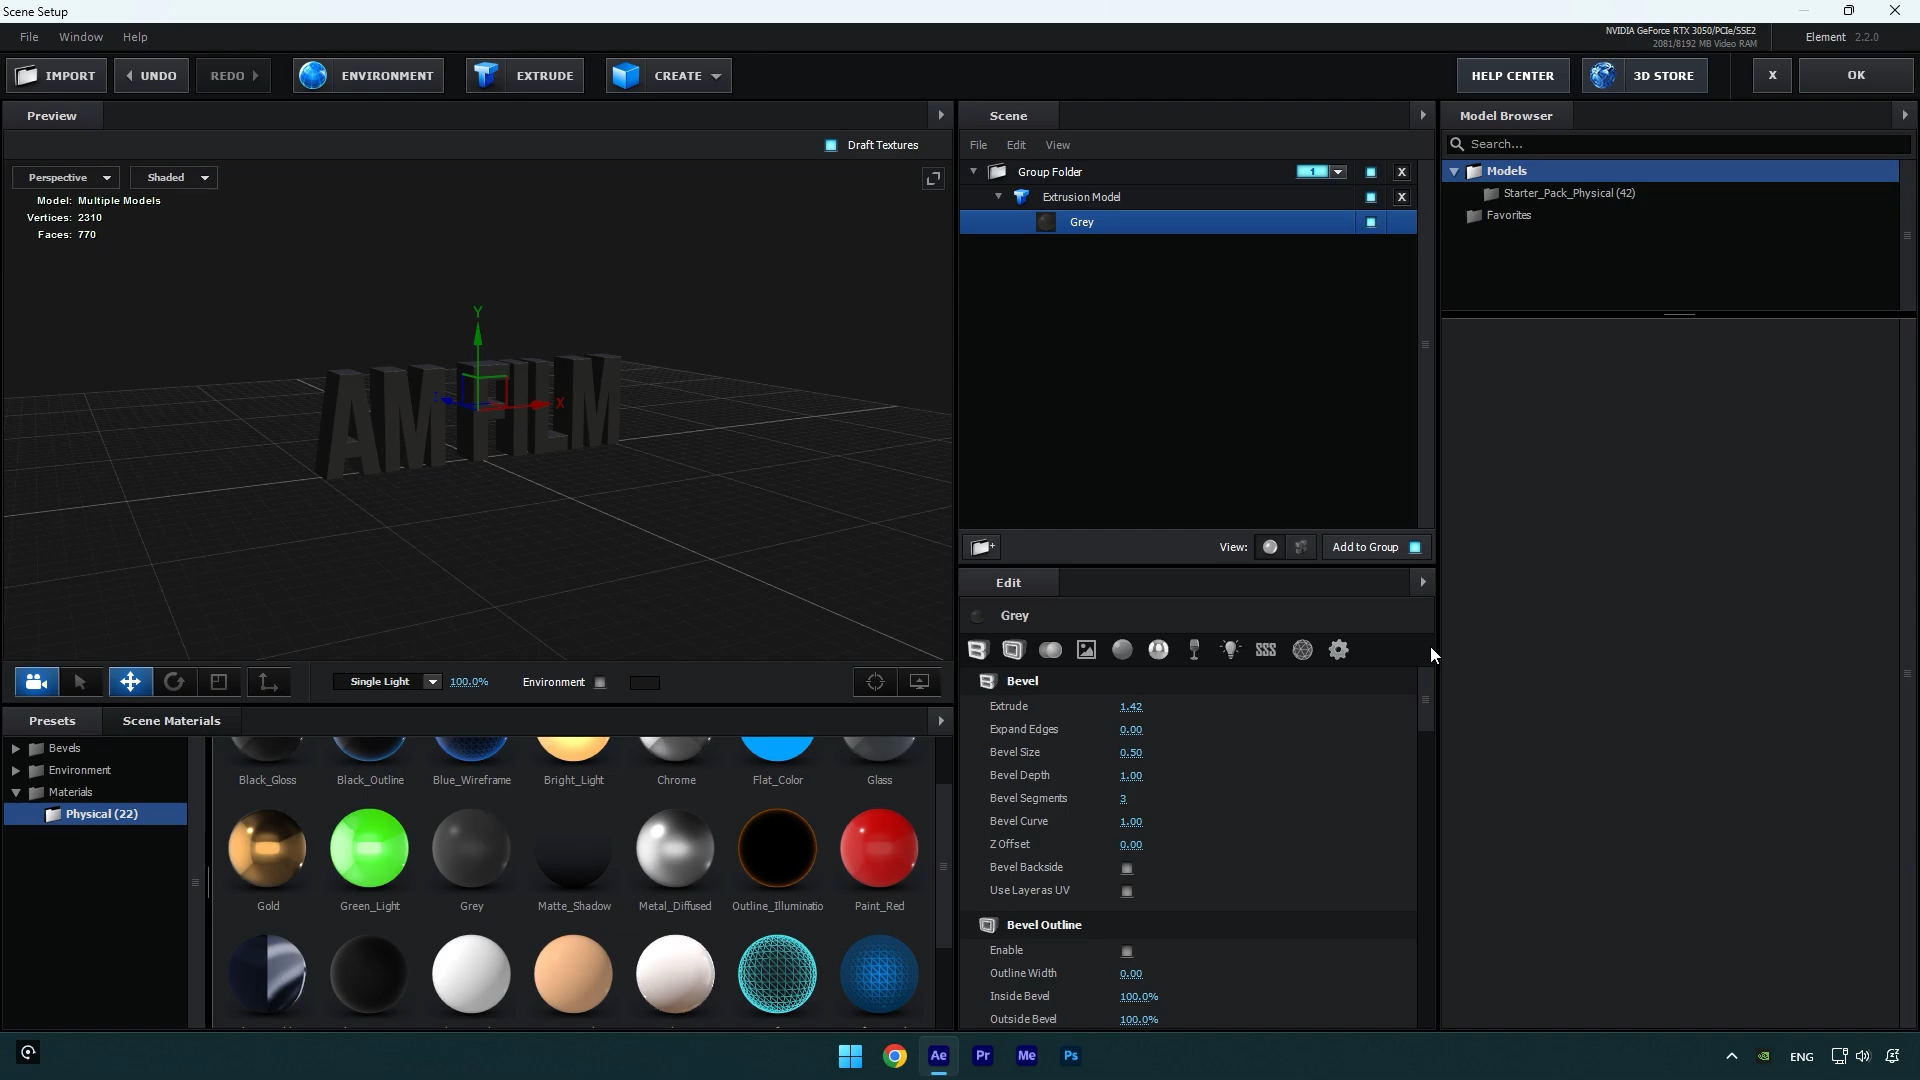 Scene Setup
File Window Help
NVIDIA GeForce RTX 3050/PCIe/SSE2
2081/8192 MB Video RAM
Element 2.2.0
IMPORT UNDO REDO ENVIRONMENT EXTRUDE CREATE HELP CENTER 3D STORE X OK
Preview
Draft Textures
Perspective Shaded
Model: Multiple Models
Vertices: 2310
Faces: 770
Y
X
AM FILM
Single Light 100.0% Environment
Scene
File Edit View
Group Folder 1 X
Extrusion Model X
Grey
View: Add to Group
Model Browser
Search...
Models
Starter_Pack_Physical (42)
Favorites
Edit
Grey
Bevel
Extrude 1.42
Expand Edges 0.00
Bevel Size 0.50
Bevel Depth 1.00
Bevel Segments 3
Bevel Curve 1.00
Z Offset 0.00
Bevel Backside
Use Layer as UV
Bevel Outline
Enable
Outline Width 0.00
Inside Bevel 100.0%
Outside Bevel 100.0%
Presets Scene Materials
Bevels
Environment
Materials
Physical (22)
Black_Gloss Black_Outline Blue_Wireframe Bright_Light Chrome Flat_Color Glass
Gold Green_Light Grey Matte_Shadow Metal_Diffused Outline_Illuminatio Paint_Red
Ae Pr Me Ps
ENG